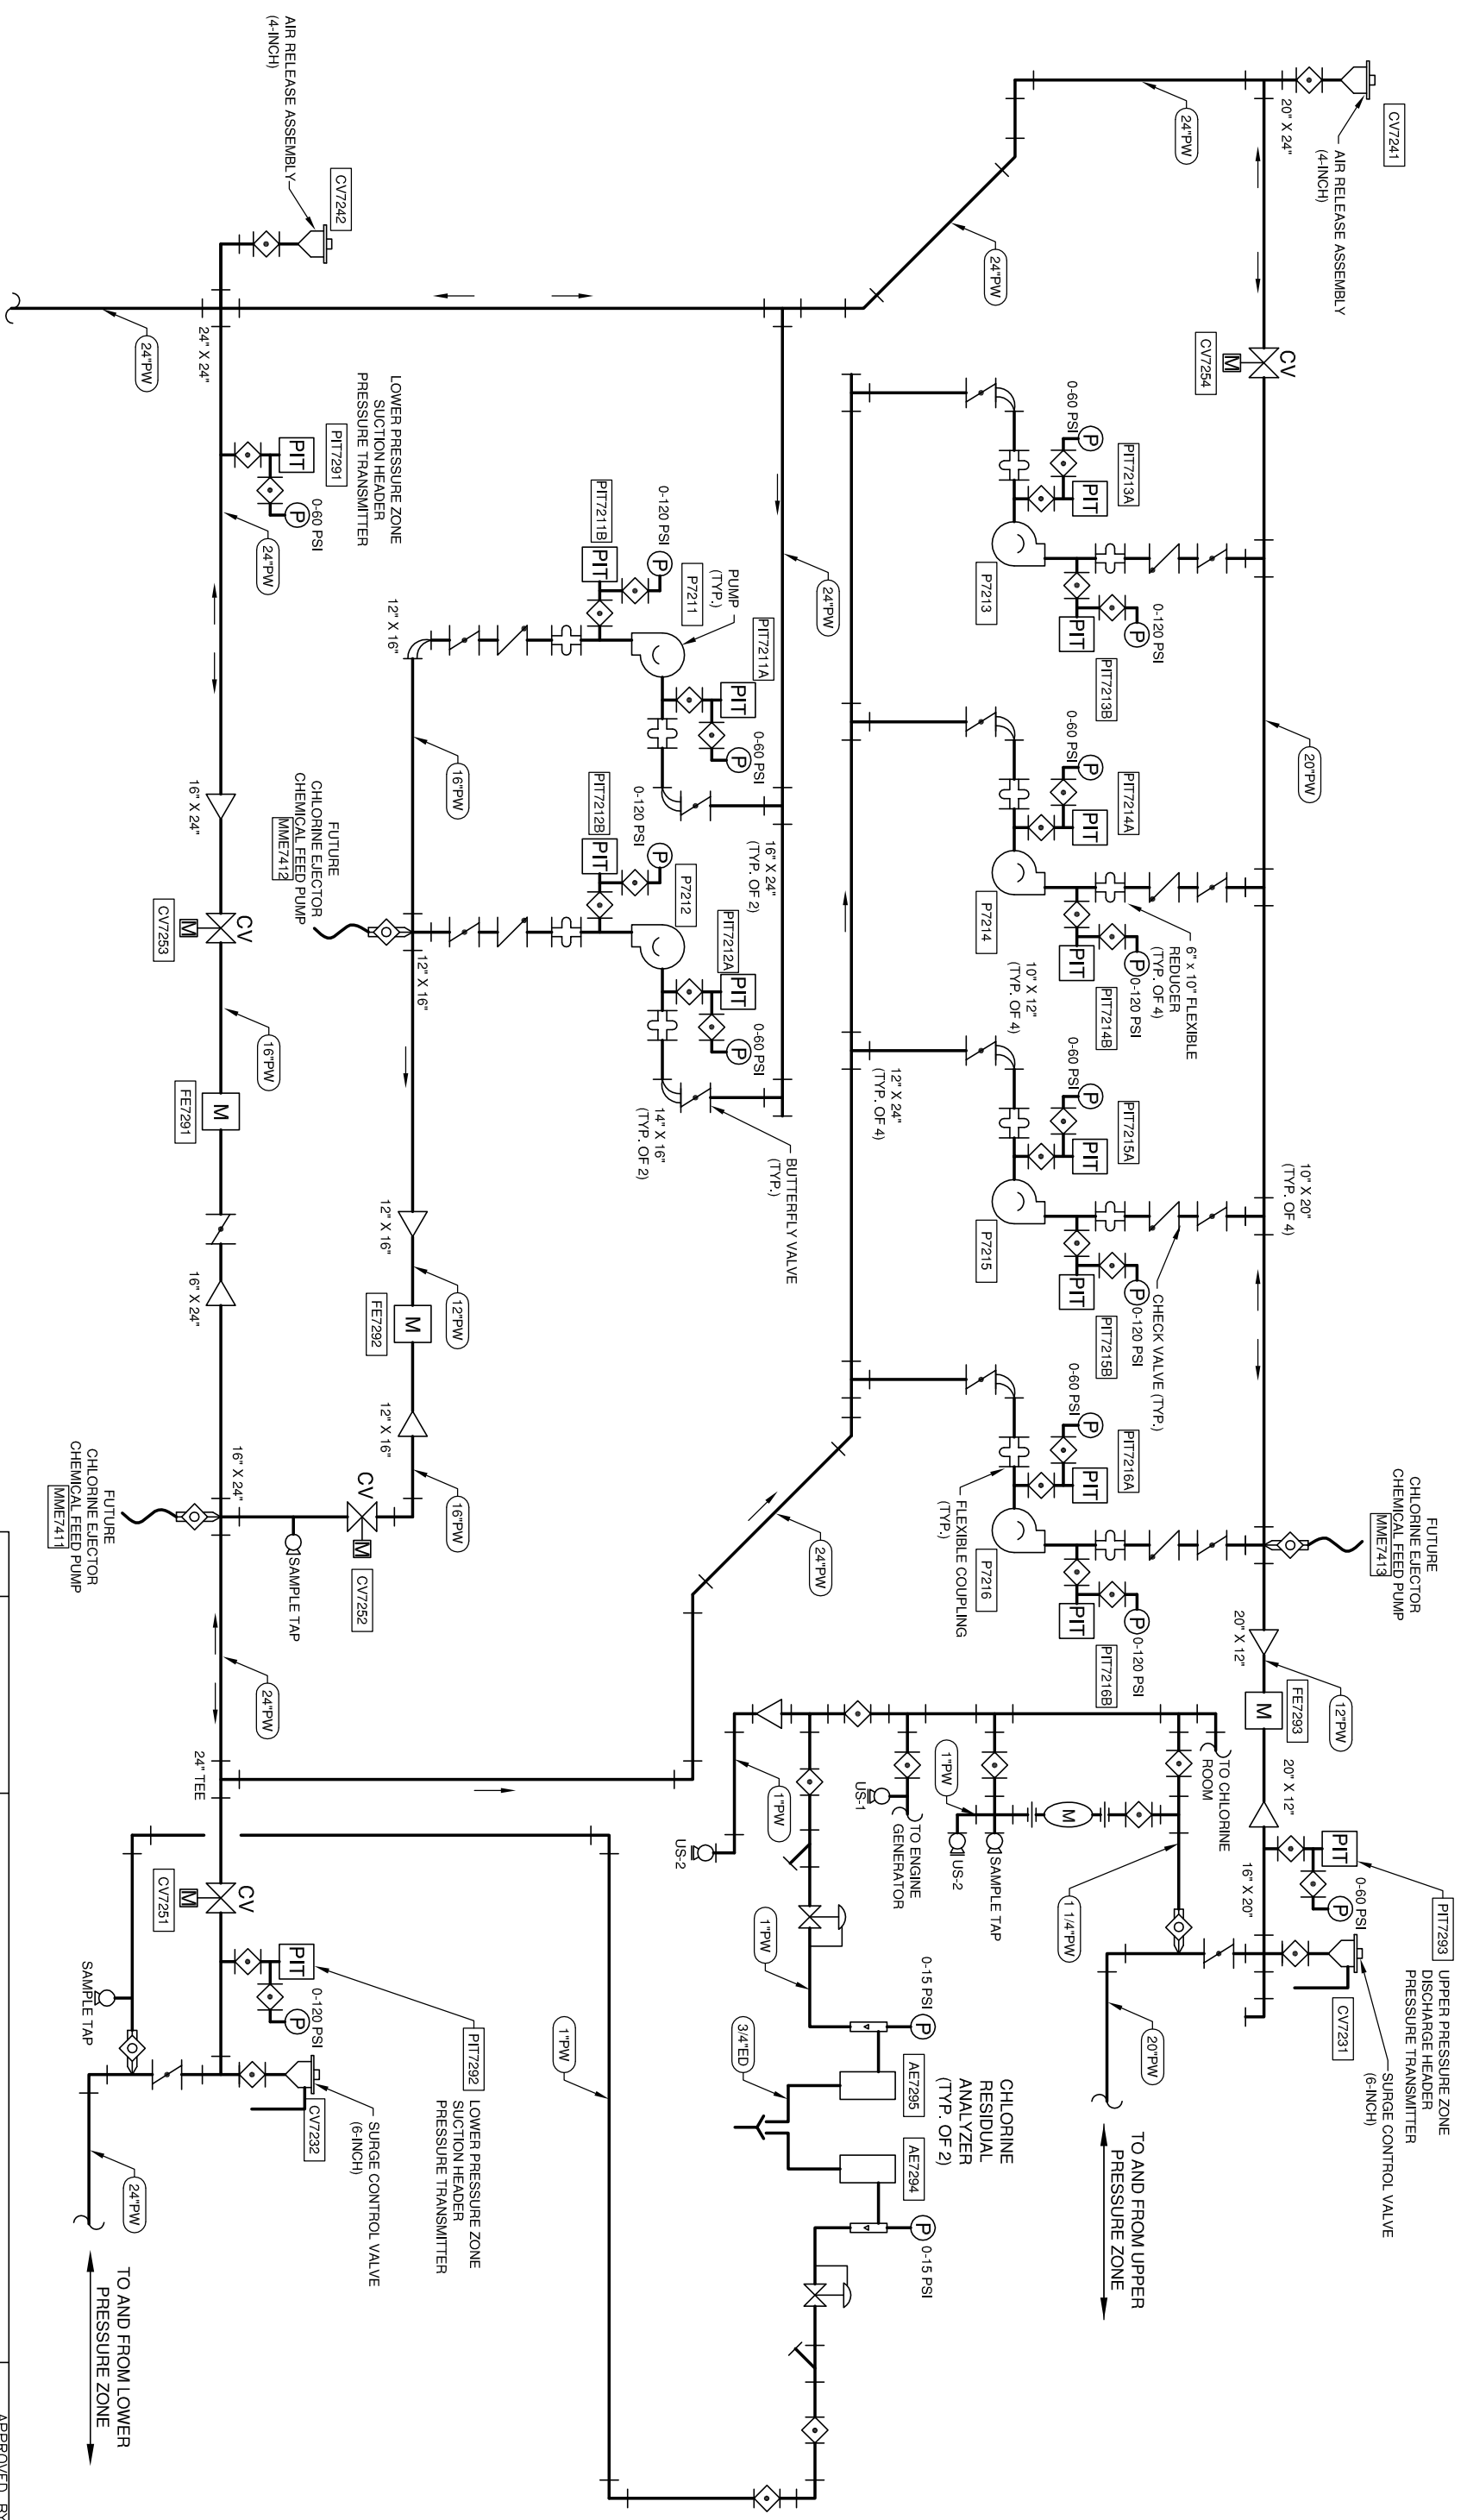 CV7241
AIR RELEASE ASSEMBLY
(4-INCH)
20" X 24"
24"PW
24"PW
CV
M
CV7254
20"PW
0-60 PSI
P
PIT
PIT7213A
P7213
0-120 PSI
P
PIT
PIT7213B
0-60 PSI
P
PIT
PIT7214A
P7214
0-120 PSI
P
PIT
PIT7214B
6" x 10" FLEXIBLE
REDUCER
(TYP. OF 4)
10" X 12"
(TYP. OF 4)
12" X 24"
(TYP. OF 4)
0-60 PSI
P
PIT
PIT7215A
P7215
0-120 PSI
P
PIT
PIT7215B
10" X 20"
(TYP. OF 4)
CHECK VALVE (TYP.)
0-60 PSI
P
PIT
PIT7216A
P7216
0-120 PSI
P
PIT
PIT7216B
FLEXIBLE COUPLING
(TYP.)
FUTURE
CHLORINE EJECTOR
CHEMICAL FEED PUMP
MME7413
20" X 12"
12"PW
M
FE7293
20" X 12"
PIT
P
0-60 PSI
PIT7293
UPPER PRESSURE ZONE
DISCHARGE HEADER
PRESSURE TRANSMITTER
16" X 20"
CV7231
SURGE CONTROL VALVE
(6-INCH)
20"PW
TO AND FROM UPPER
PRESSURE ZONE
TO CHLORINE
ROOM
1 1/4"PW
M
1"PW
SAMPLE TAP
US-2
TO ENGINE
GENERATOR
US-1
1"PW
US-2
1"PW
0-15 PSI
P
AE7295
CHLORINE
RESIDUAL
ANALYZER
(TYP. OF 2)
3/4"ED
AE7294
P
0-15 PSI
1"PW
AIR RELEASE ASSEMBLY
(4-INCH)
CV7242
24"PW
24" X 24"
LOWER PRESSURE ZONE
SUCTION HEADER
PRESSURE TRANSMITTER
PIT7291
PIT
P
0-60 PSI
24"PW
24"PW
PUMP
(TYP.)
P7211
PIT7211A
PIT
P
0-60 PSI
PIT7211B
PIT
P
0-120 PSI
12" X 16"
16"PW
16" X 24"
(TYP. OF 2)
P7212
PIT7212A
PIT
P
0-60 PSI
PIT7212B
PIT
P
0-120 PSI
12" X 16"
14" X 16"
(TYP. OF 2)
BUTTERFLY VALVE
(TYP.)
FUTURE
CHLORINE EJECTOR
CHEMICAL FEED PUMP
MME7412
12" X 16"
12"PW
M
FE7292
12" X 16"
16"PW
CV
M
CV7252
SAMPLE TAP
16" X 24"
CV
M
CV7253
16"PW
M
FE7291
16" X 24"
16" X 24"
FUTURE
CHLORINE EJECTOR
CHEMICAL FEED PUMP
MME7411
24"PW
24"PW
24" TEE
CV
M
CV7251
PIT
P
0-120 PSI
PIT7292
LOWER PRESSURE ZONE
SUCTION HEADER
PRESSURE TRANSMITTER
CV7232
SURGE CONTROL VALVE
(6-INCH)
SAMPLE TAP
24"PW
TO AND FROM LOWER
PRESSURE ZONE